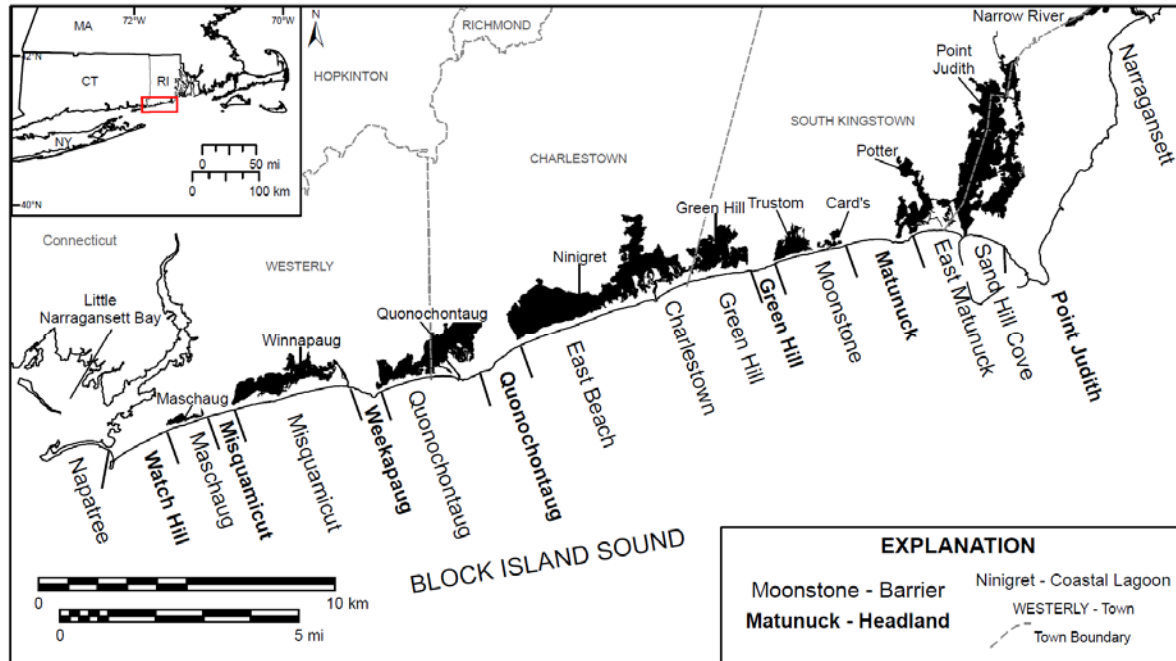 72°W
70°W
MA
42°N
CT
RI
NY
0
50 mi
0
100 km
40°N
N
RICHMOND
HOPKINTON
Narrow River
Point
Judith
Narragansett
SOUTH KINGSTOWN
CHARLESTOWN
Potter
Green Hill
Trustom
Card's
Connecticut
WESTERLY
Ninigret
Little
Narragansett Bay
Quonochontaug
Winnapaug
Maschaug
Napatree
Watch Hill
Maschaug
Misquamicut
Misquamicut
Weekapaug
Quonochontaug
Quonochontaug
East Beach
Charlestown
Green Hill
Green Hill
Moonstone
Matunuck
East Matunuck
Sand Hill Cove
Point Judith
BLOCK ISLAND SOUND
0
10 km
0
5 mi
EXPLANATION
Moonstone - Barrier
Matunuck - Headland
Ninigret - Coastal Lagoon
WESTERLY - Town
Town Boundary